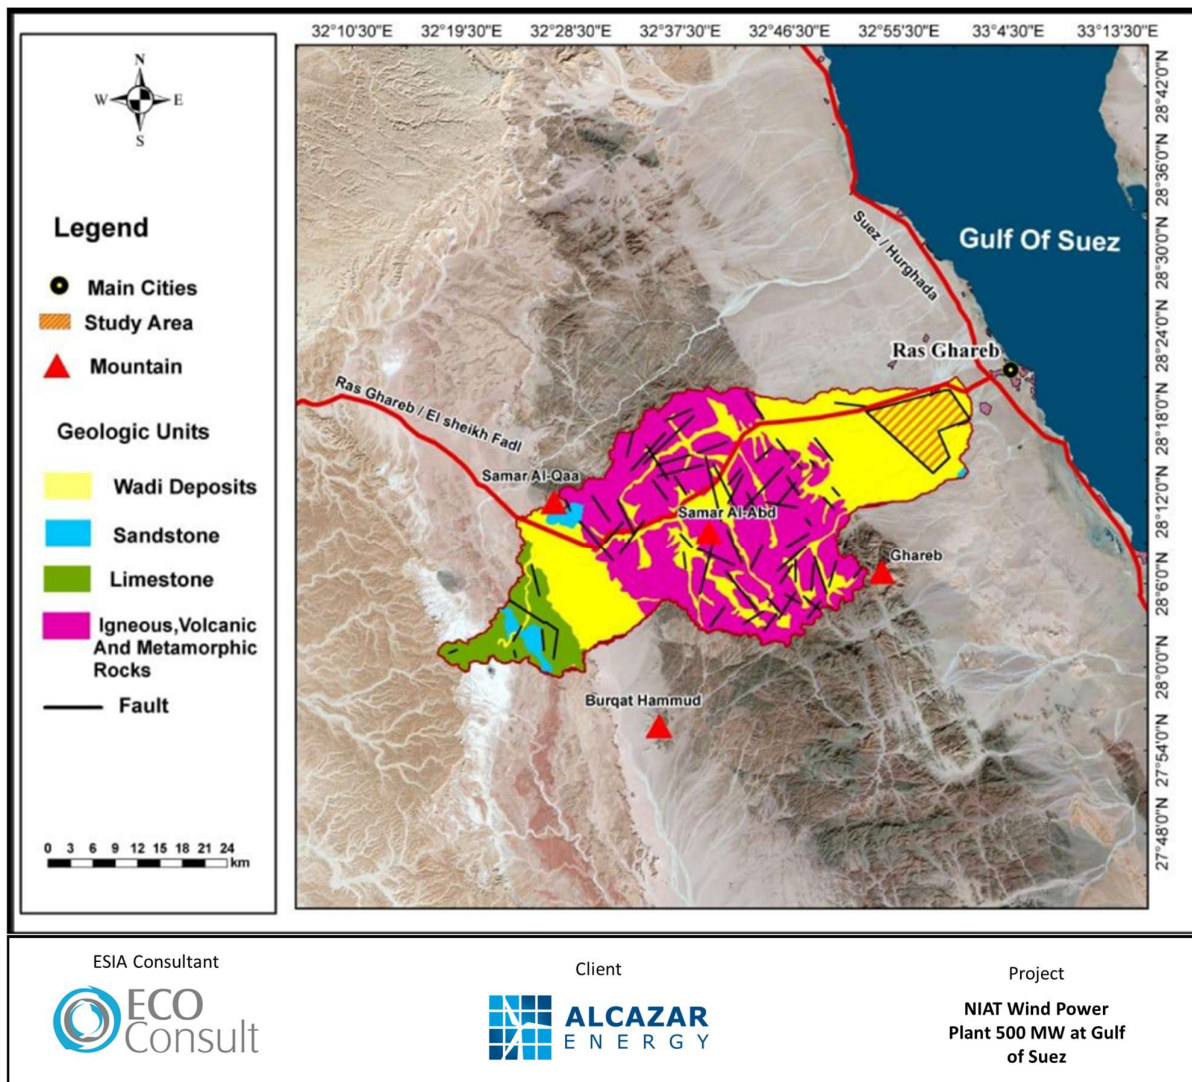 32°10'30"E 32°19'30"E 32°28'30"E 32°37'30"E 32°46'30"E 32°55'30"E 33°4'30"E 33°13'30"E
N
W E
S
Legend
Main Cities
Study Area
Mountain
Geologic Units
Wadi Deposits
Sandstone
Limestone
Igneous,Volcanic
And Metamorphic
Rocks
Fault
0 3 6 9 12 15 18 21 24
km
Gulf Of Suez
Suez / Hurghada
Ras Ghareb
Ras Ghareb / El sheikh Fadl
Samar Al-Qaa
Samar Al-Abd
Ghareb
Burqat Hammud
28°42'0"N
28°36'0"N
28°30'0"N
28°24'0"N
28°18'0"N
28°12'0"N
28°6'0"N
28°0'0"N
27°54'0"N
27°48'0"N
ESIA Consultant
ECO
Consult
Client
ALCAZAR
ENERGY
Project
NIAT Wind Power
Plant 500 MW at Gulf
of Suez